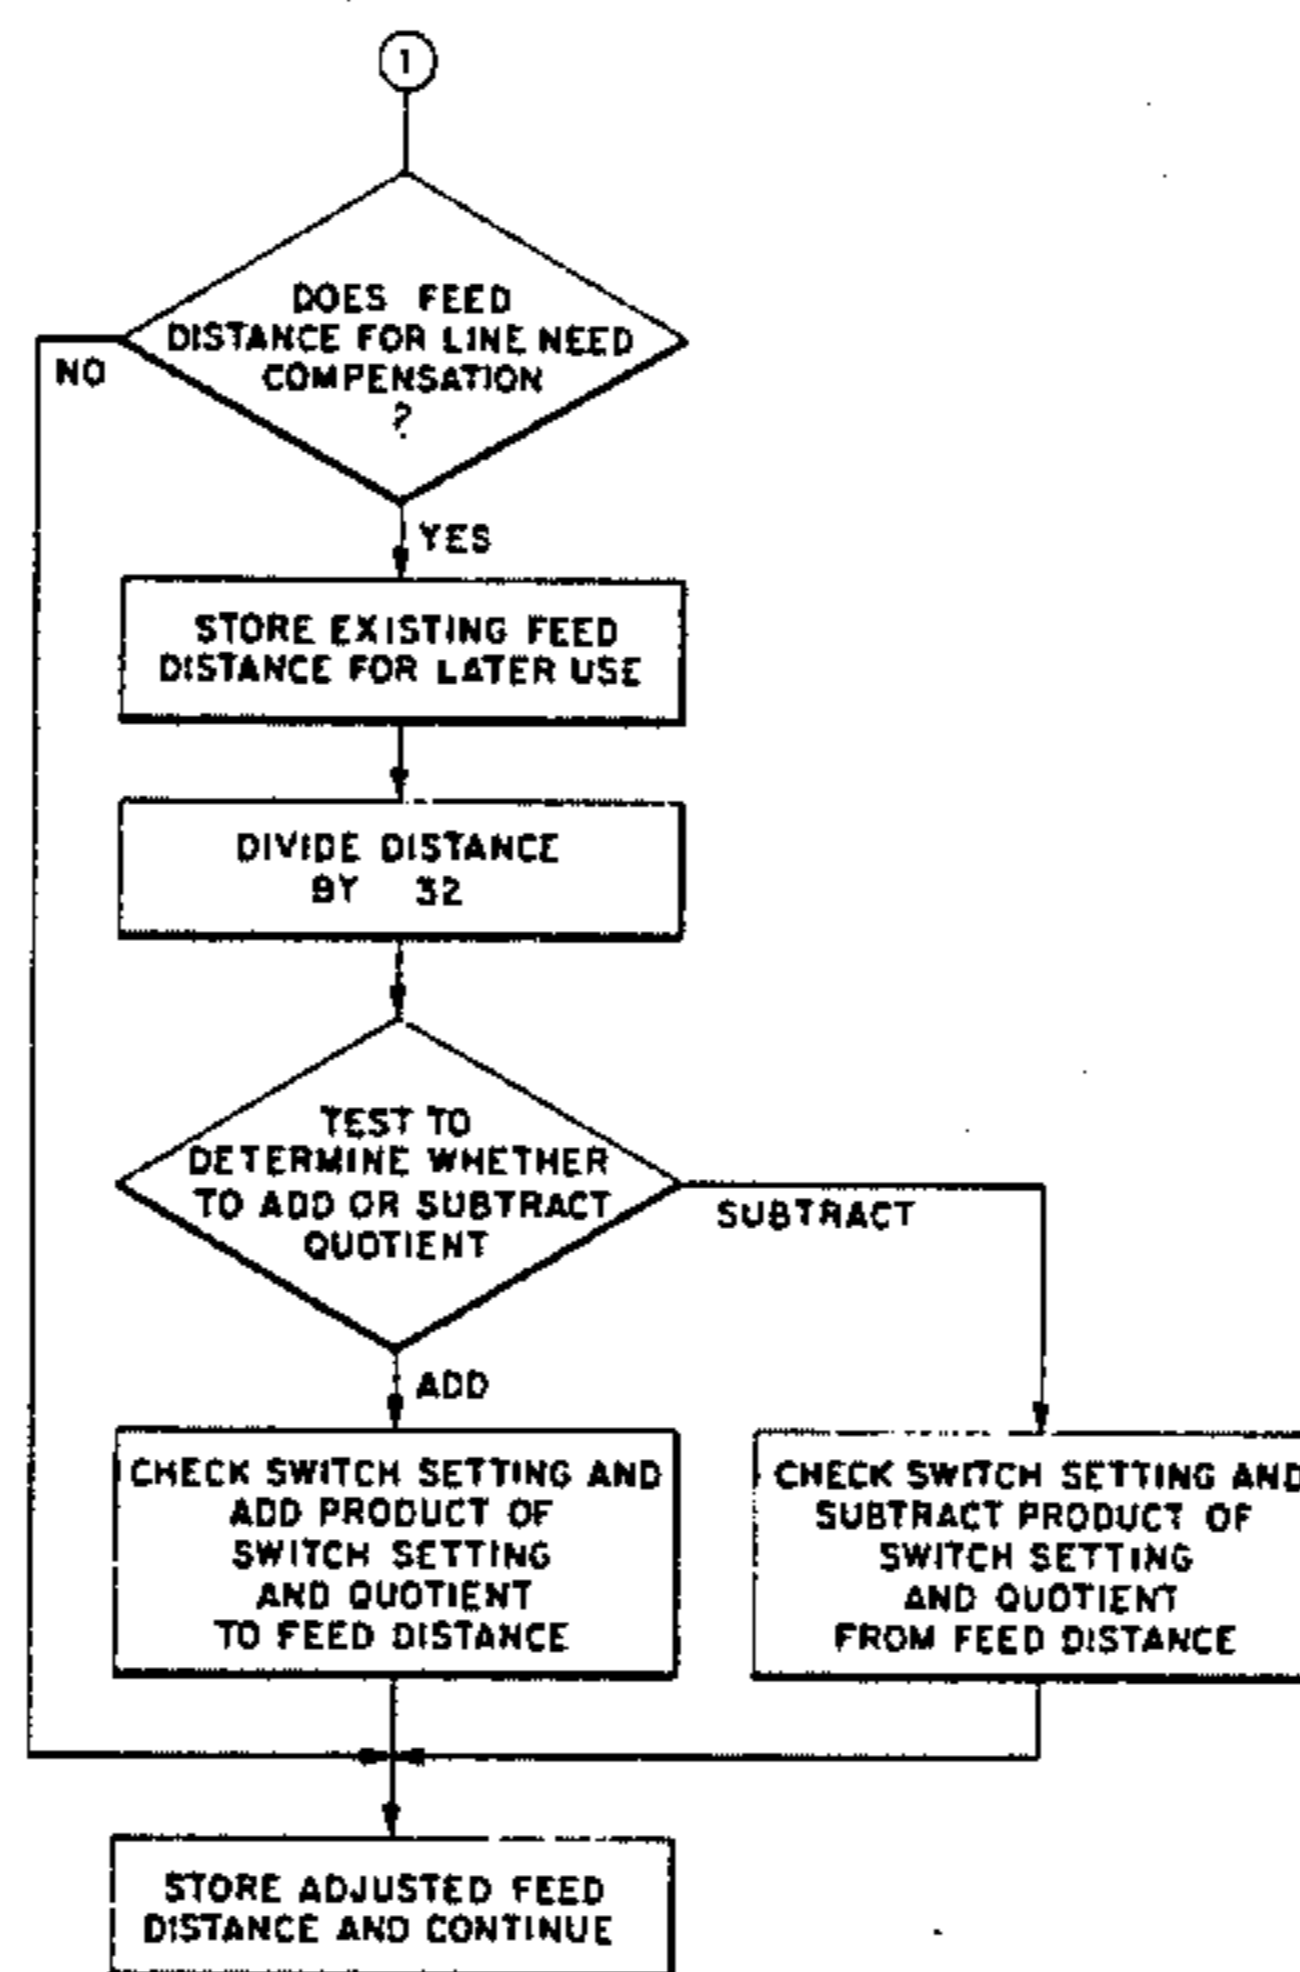 1
DOES FEED
DISTANCE FOR LINE NEED
COMPENSATION
?
NO
YES
STORE EXISTING FEED
DISTANCE FOR LATER USE
DIVIDE DISTANCE
BY 32
TEST TO
DETERMINE WHETHER
TO ADD OR SUBTRACT
QUOTIENT
SUBTRACT
ADD
CHECK SWITCH SETTING AND
ADD PRODUCT OF
SWITCH SETTING
AND QUOTIENT
TO FEED DISTANCE
CHECK SWITCH SETTING AND
SUBTRACT PRODUCT OF
SWITCH SETTING
AND QUOTIENT
FROM FEED DISTANCE
STORE ADJUSTED FEED
DISTANCE AND CONTINUE